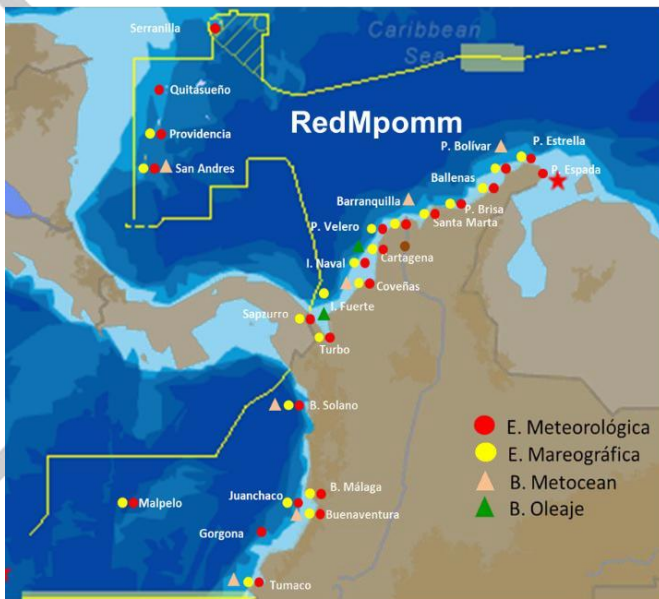 Serranilla
Caribbean
Sea
Quitasueño
RedMpomm
Providencia
P. Bolívar
P. Estrella
San Andres
Ballenas
P. Espada
Barranquilla
P. Brisa
Santa Marta
P. Velero
Cartagena
I. Naval
Coveñas
I. Fuerte
Sapzurro
Turbo
B. Solano
E. Meteorológica
E. Mareográfica
B. Metocean
B. Oleaje
B. Málaga
Juanchaco
Malpelo
Buenaventura
Gorgona
Tumaco